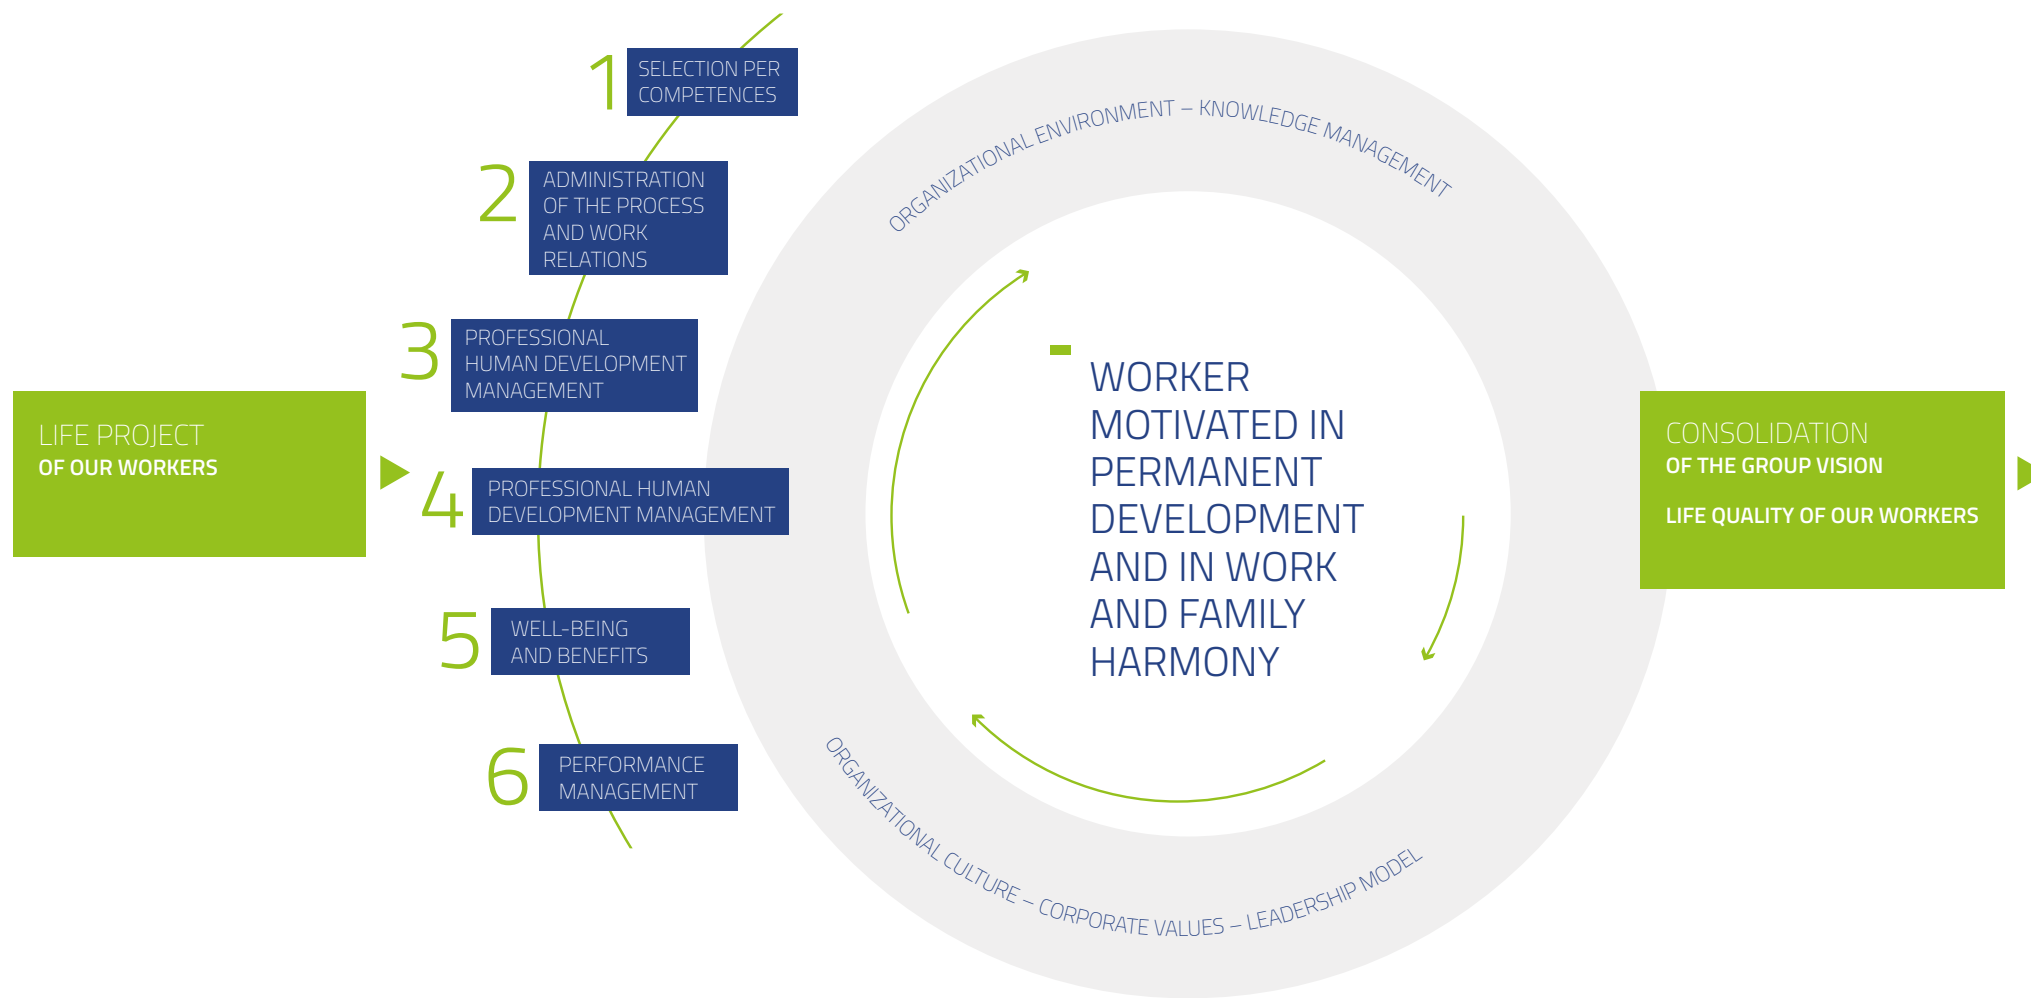 LIFE PROJECT
OF OUR WORKERS
1
SELECTION PER
COMPETENCES
2
ADMINISTRATION
OF THE PROCESS
AND WORK
RELATIONS
3
PROFESSIONAL
HUMAN DEVELOPMENT
MANAGEMENT
4
PROFESSIONAL HUMAN
DEVELOPMENT MANAGEMENT
5
WELL-BEING
AND BENEFITS
6
PERFORMANCE
MANAGEMENT
ORGANIZATIONAL ENVIRONMENT – KNOWLEDGE MANAGEMENT
WORKER
MOTIVATED IN
PERMANENT
DEVELOPMENT
AND IN WORK
AND FAMILY
HARMONY
ORGANIZATIONAL CULTURE – CORPORATE VALUES – LEADERSHIP MODEL
CONSOLIDATION
OF THE GROUP VISION
LIFE QUALITY OF OUR WORKERS